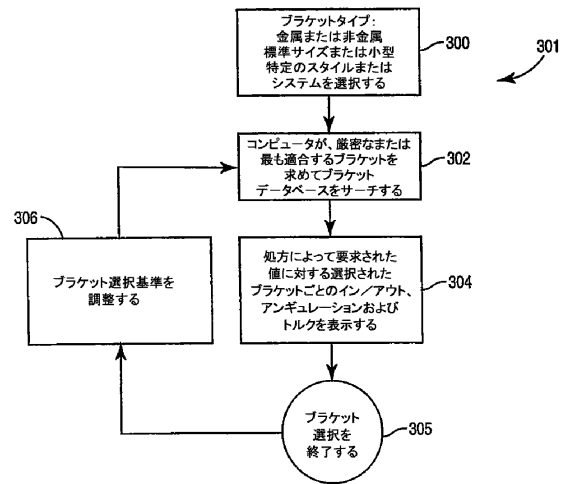 ブラケットタイプ：
金属または非金属
標準サイズまたは小型
特定のスタイルまたは
システムを選択する
300
301
コンピュータが、厳密なまたは
最も適合するブラケットを
求めてブラケット
データベースをサーチする
302
306
ブラケット選択基準を
調整する
処方によって要求された
値に対する選択された
ブラケットごとのイン／アウト、
アンギュレーションおよび
トルクを表示する
304
ブラケット
選択を
終了する
305